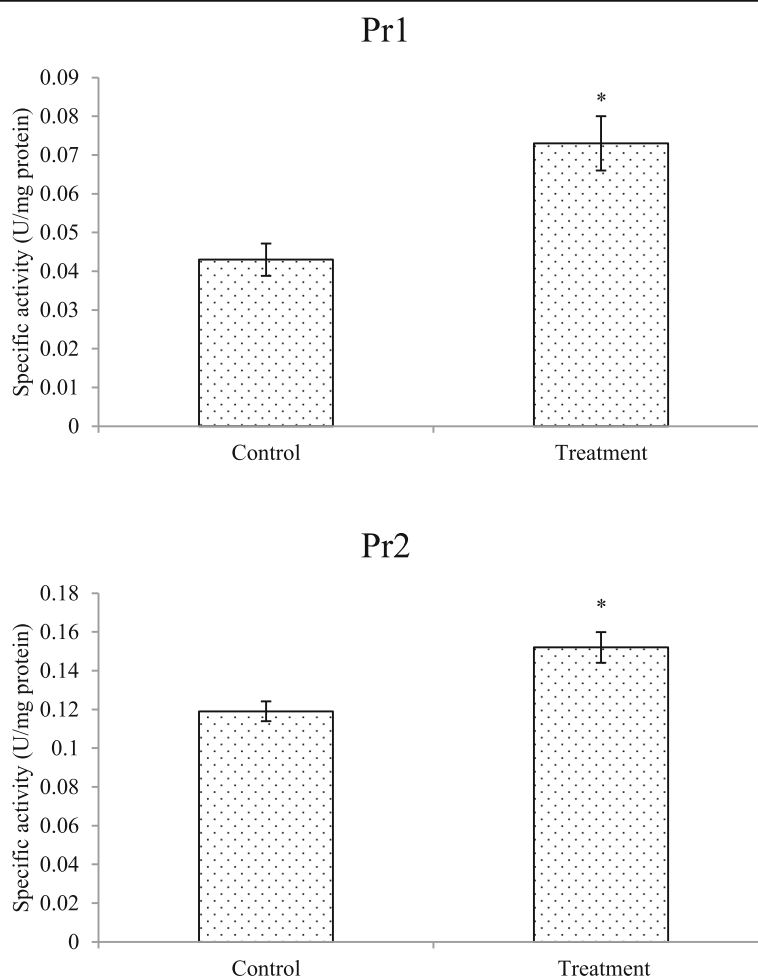 Pr1
Specific activity (U/mg protein)
0.09
0.08
0.07
0.06
0.05
0.04
0.03
0.02
0.01
0
*
Control
Treatment
Pr2
Specific activity (U/mg protein)
0.18
0.16
0.14
0.12
0.1
0.08
0.06
0.04
0.02
0
*
Control
Treatment